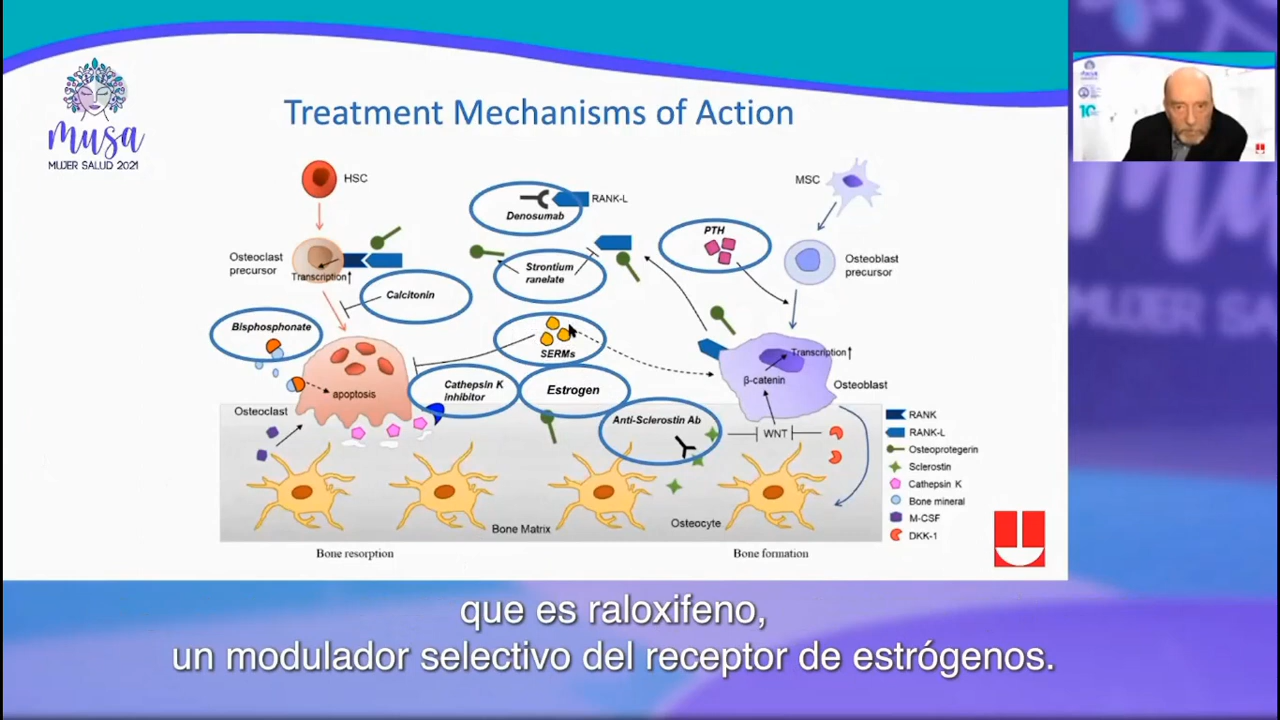 musa
MUJER SALUD 2021
Treatment Mechanisms of Action
HSC
MSC
RANK-L
Denosumab
PTH
Osteoclast
precursor
Transcription↑
Strontium
ranelate
Osteoblast
precursor
Calcitonin
Bisphosphonate
SERMs
Transcription↑
β-catenin
Osteoblast
apoptosis
Cathepsin K
inhibitor
Estrogen
Osteoclast
Anti-Sclerostin Ab
WNT
RANK
RANK-L
Osteoprotegerin
Sclerostin
Cathepsin K
Bone mineral
M-CSF
DKK-1
Bone Matrix
Osteocyte
Bone resorption
Bone formation
que es raloxifeno,
un modulador selectivo del receptor de estrógenos.